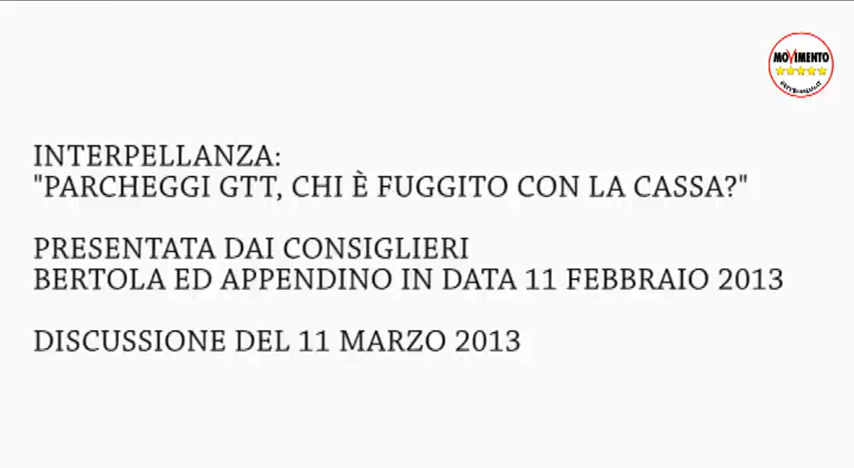 MOVIMENTO
INTERPELLANZA:
"PARCHEGGI GTT, CHI È FUGGITO CON LA CASSA?"
PRESENTATA DAI CONSIGLIERI
BERTOLA ED APPENDINO IN DATA 11 FEBBRAIO 2013
DISCUSSIONE DEL 11 MARZO 2013